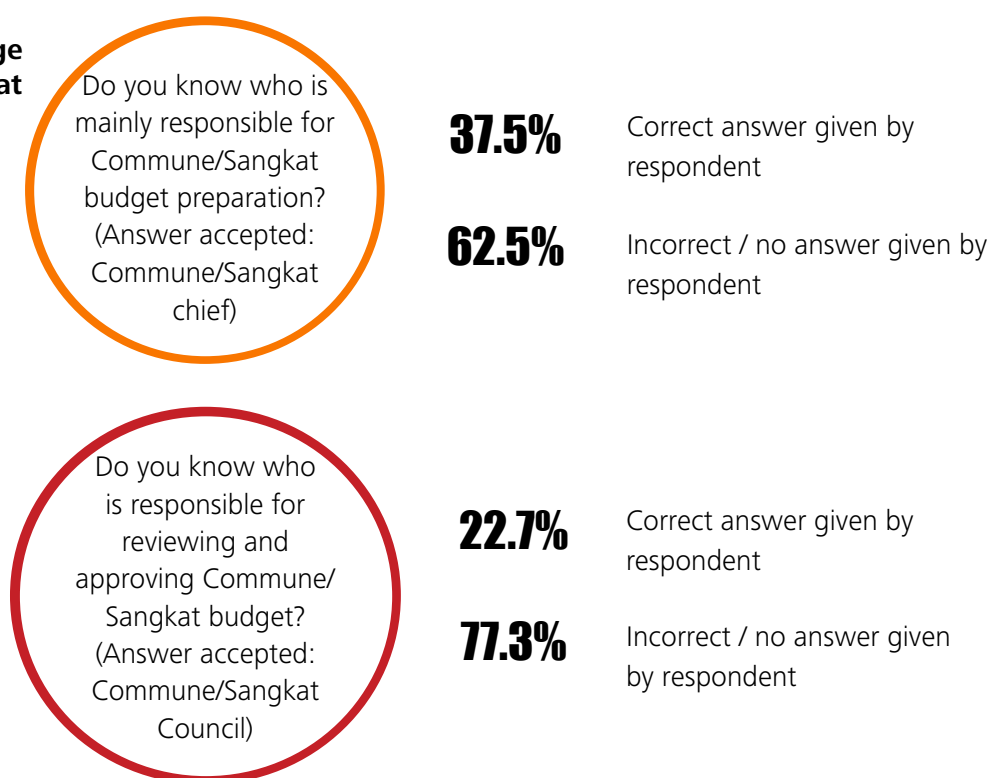 ge
at
Do you know who is
mainly responsible for
Commune/Sangkat
budget preparation?
(Answer accepted:
Commune/Sangkat
chief)
37.5%
Correct answer given by
respondent
62.5%
Incorrect / no answer given by
respondent
Do you know who
is responsible for
reviewing and
approving Commune/
Sangkat budget?
(Answer accepted:
Commune/Sangkat
Council)
22.7%
Correct answer given by
respondent
77.3%
Incorrect / no answer given
by respondent